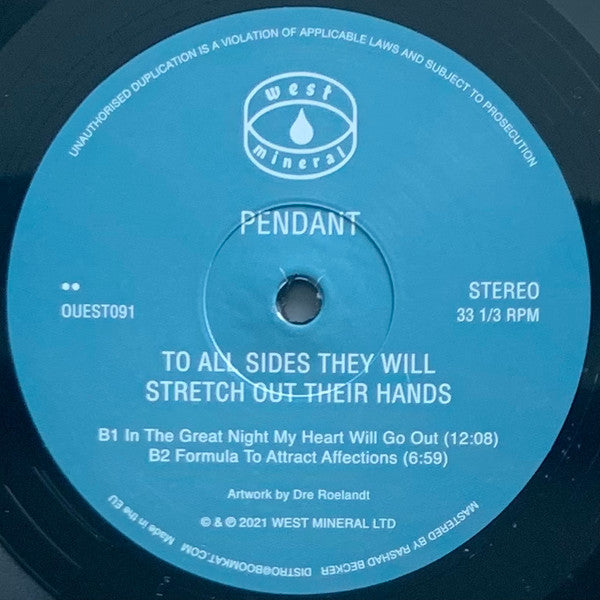 UNAUTHORISED DUPLICATION IS A VIOLATION OF APPLICABLE LAWS AND SUBJECT TO PROSECUTION
west
mineral
PENDANT
STEREO
OUEST091
33 1/3 RPM
TO ALL SIDES THEY WILL
STRETCH OUT THEIR HANDS
B1 In The Great Night My Heart Will Go Out (12:08)
B2 Formula To Attract Affections (6:59)
Artwork by Dre Roelandt
© & ℗ 2021 WEST MINERAL LTD
Made in the EU
DISTRO@BOOMKAT.COM
MASTERED BY RASHAD BECKER